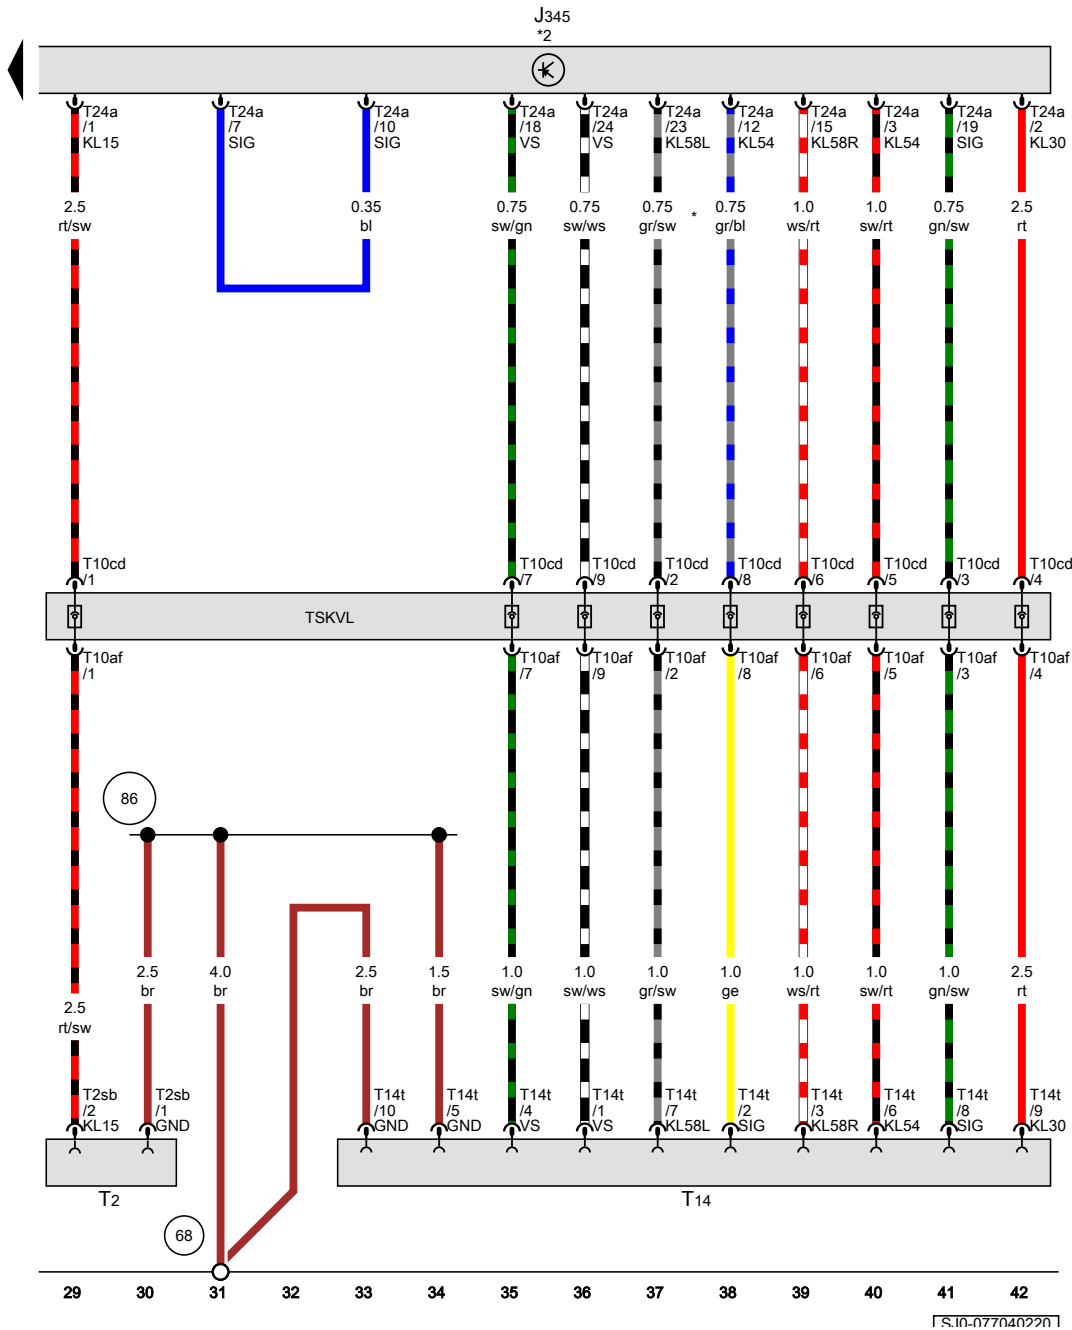 J345
*2
T24a T24a T24a T24a T24a T24a T24a T24a T24a T24a T24a
/1 /7 /10 /18 /24 /23 /12 /15 /3 /19 /2
KL15 SIG SIG VS VS KL58L KL54 KL58R KL54 SIG KL30
2.5 0.35 0.75 0.75 0.75 * 0.75 1.0 1.0 0.75 2.5
rt/sw bl sw/gn sw/ws gr/sw gr/bl ws/rt sw/rt gn/sw rt
T10cd T10cd T10cd T10cd T10cd T10cd T10cd T10cd T10cd
/1 /7 /9 /2 /8 /6 /5 /3 /4
TSKVL
T10af T10af T10af T10af T10af T10af T10af T10af T10af
/1 /7 /9 /2 /8 /6 /5 /3 /4
86
2.5 4.0 2.5 1.5 1.0 1.0 1.0 1.0 1.0 1.0 1.0 2.5
br br br br sw/gn sw/ws gr/sw ge ws/rt sw/rt gn/sw rt
2.5
rt/sw
T2sb T2sb T14t T14t T14t T14t T14t T14t T14t T14t T14t T14t
/2 /1 /10 /5 /4 /1 /7 /2 /3 /6 /8 /9
KL15 GND GND GND VS VS KL58L SIG KL58R KL54 SIG KL30
T2 T14
68
29 30 31 32 33 34 35 36 37 38 39 40 41 42
SJ0-077040220